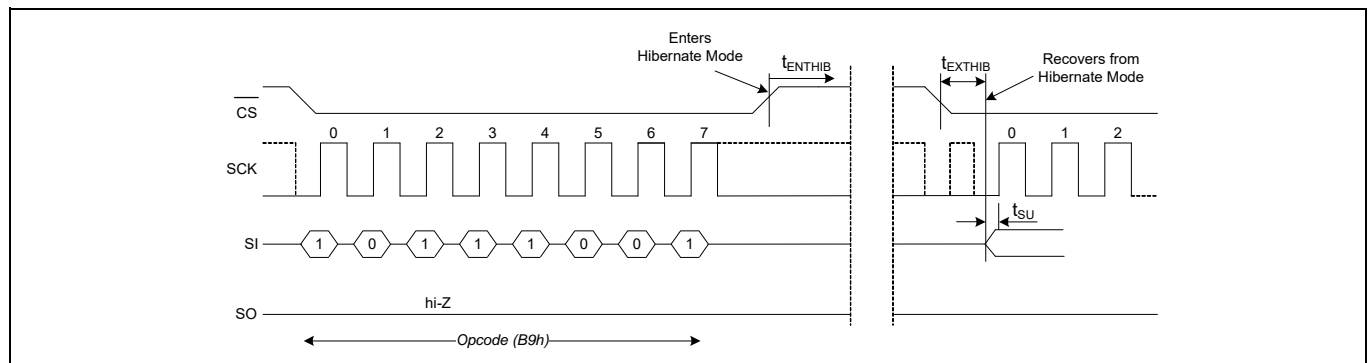 Enters
Hibernate Mode
tENTHIB
tEXTHIB
Recovers from
Hibernate Mode
CS
0 1 2 3 4 5 6 7 0 1 2
SCK
tSU
SI 1 0 1 1 1 0 0 1
hi-Z
SO
Opcode (B9h)